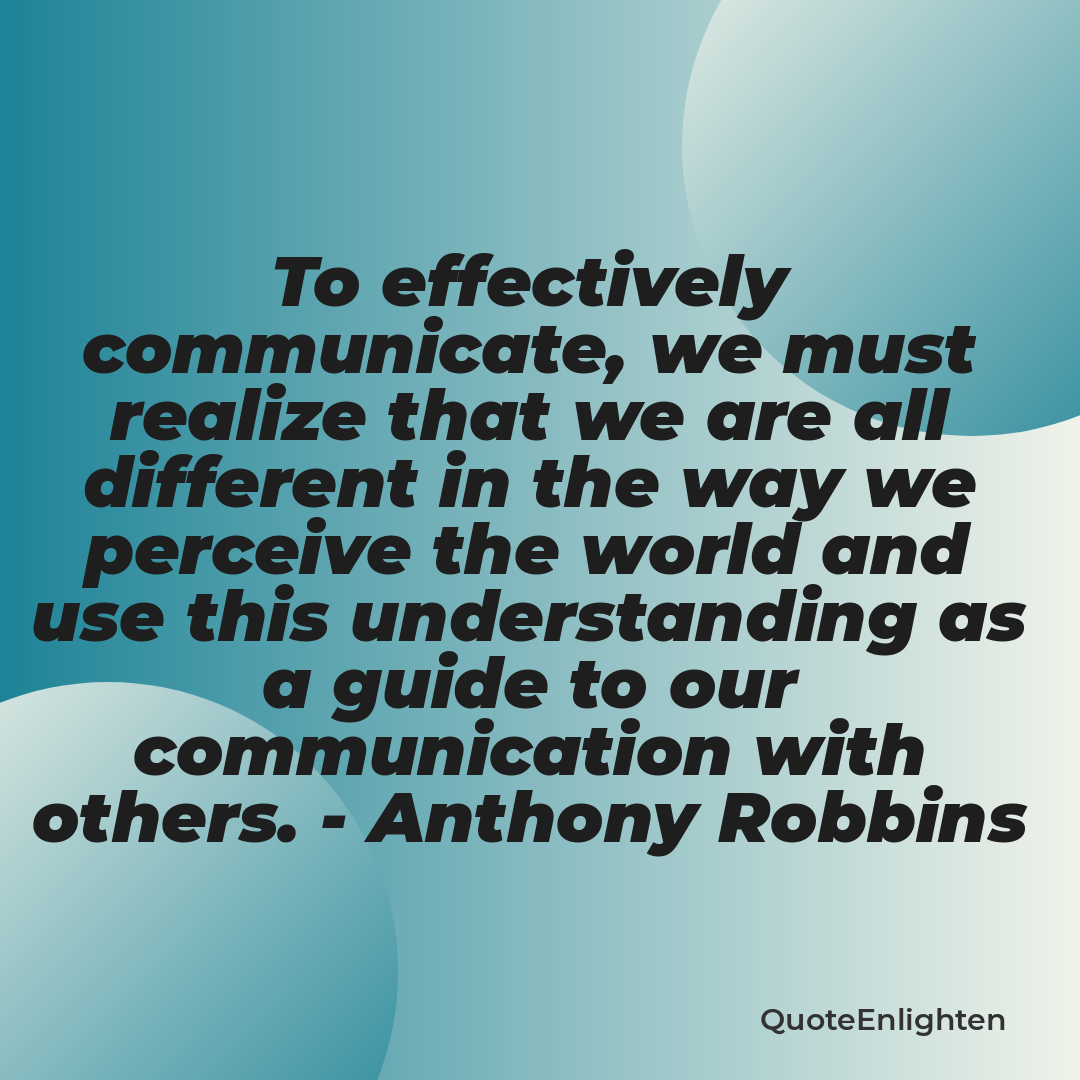 To effectively
communicate, we must
realize that we are all
different in the way we
perceive the world and
use this understanding as
a guide to our
communication with
others. - Anthony Robbins
QuoteEnlighten